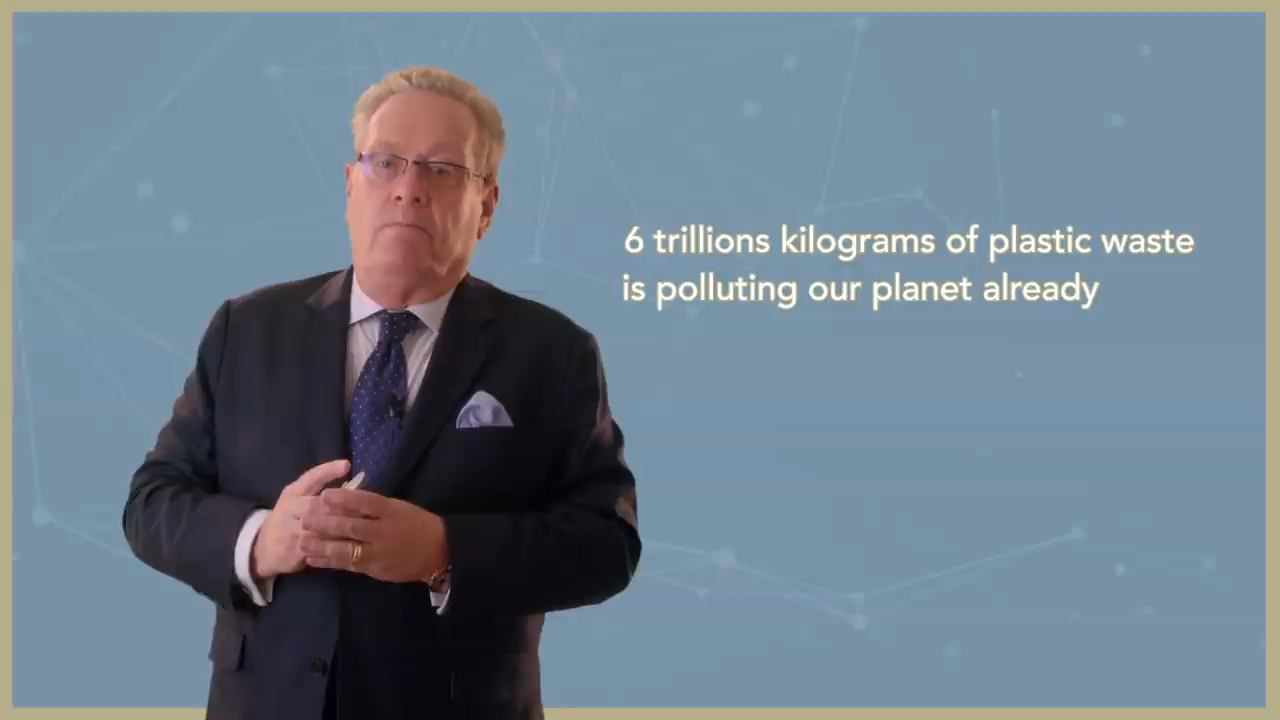 6 trillions kilograms of plastic waste
is polluting our planet already